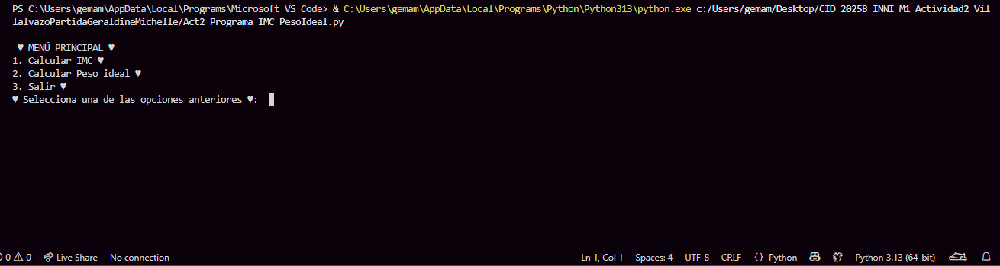 PS C:\Users\gemam\AppData\Local\Programs\Microsoft VS Code> & C:\Users\gemam\AppData\Local\Programs\Python\Python313\python.exe c:/Users/gemam/Desktop/CID_2025B_INNI_M1_Actividad2_Vil
lalvazoPartidaGeraldineMichelle/Act2_Programa_IMC_PesoIdeal.py
♥ MENÚ PRINCIPAL ♥
1. Calcular IMC ♥
2. Calcular Peso ideal ♥
3. Salir ♥
♥ Selecciona una de las opciones anteriores ♥:
0 0 Live Share No connection Ln 1, Col 1 Spaces: 4 UTF-8 CRLF {} Python Python 3.13 (64-bit)